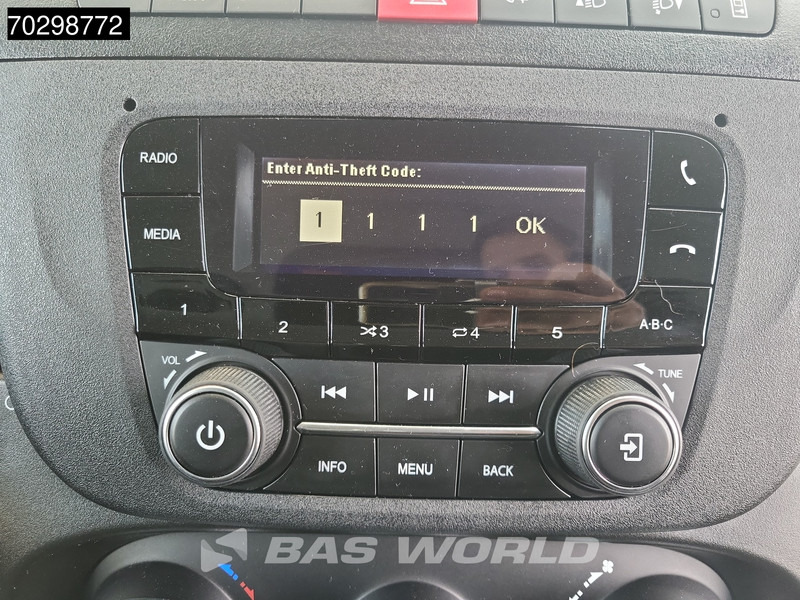 70298772
RADIO
MEDIA
Enter Anti-Theft Code:
1 1 1 1 OK
1 2 3 4 5 A·B·C
VOL
TUNE
INFO MENU BACK
BAS WORLD